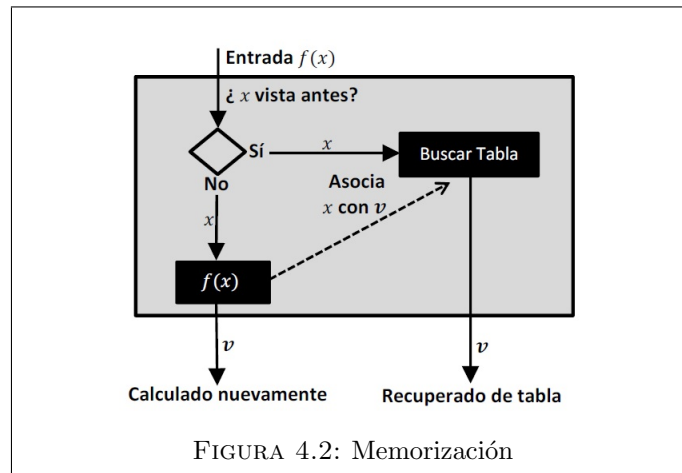 Entrada f(x)
¿ x vista antes?
Sí
x
Buscar Tabla
No
Asocia
x con v
x
f(x)
v
v
Calculado nuevamente
Recuperado de tabla
FIGURA 4.2: Memorización